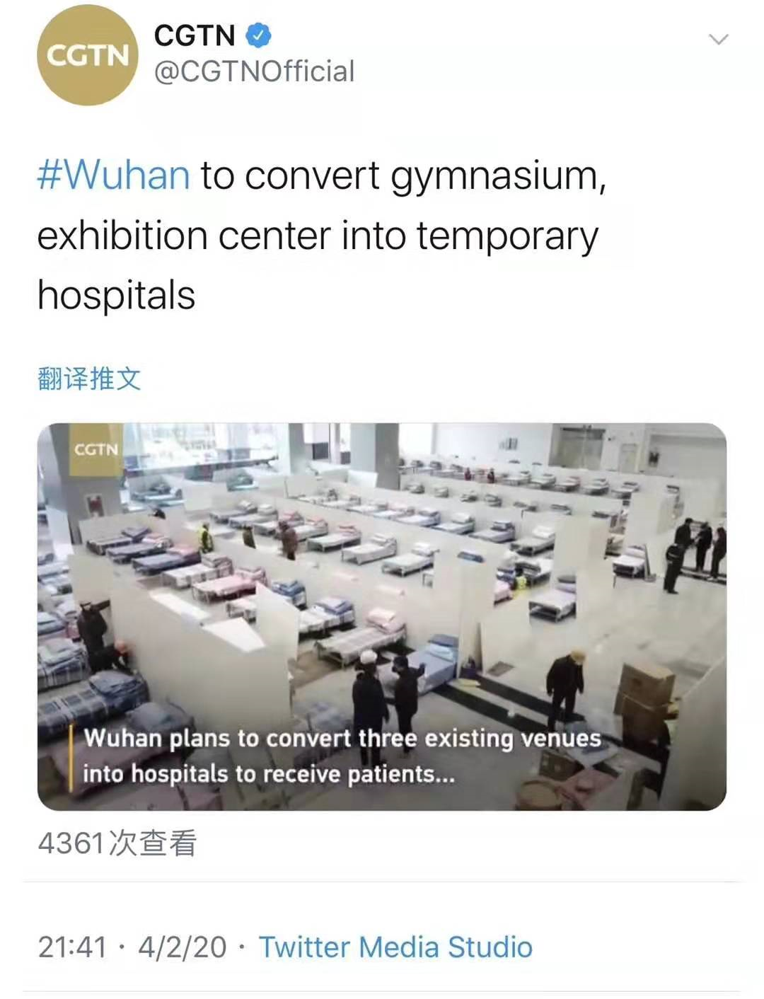 CGTN
CGTN
@CGTNOfficial
#Wuhan to convert gymnasium,
exhibition center into temporary
hospitals
翻译推文
CGTN
Wuhan plans to convert three existing venues
into hospitals to receive patients...
4361次查看
21:41 · 4/2/20 · Twitter Media Studio